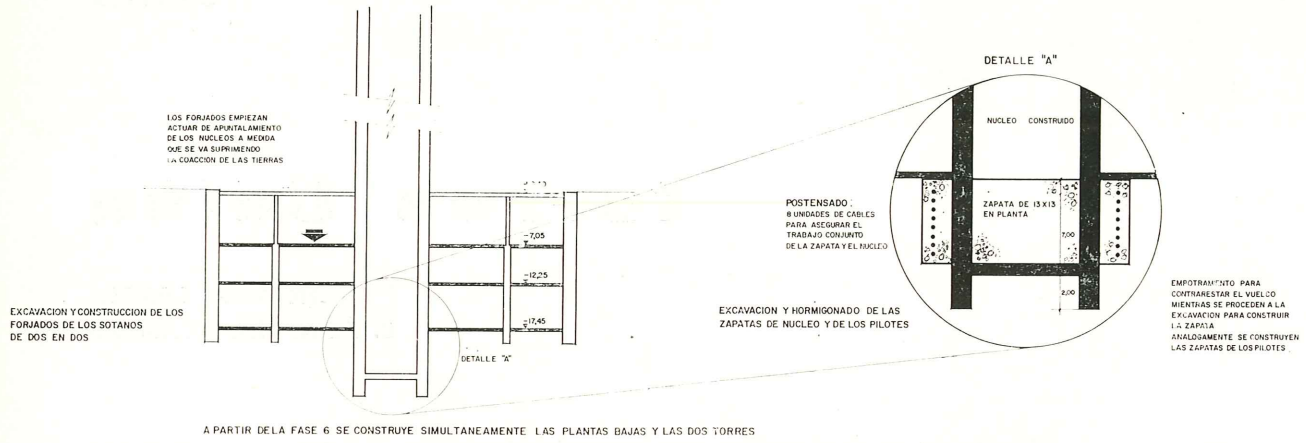 LOS FORJADOS EMPIEZAN
ACTUAR DE APUNTALAMIENTO
DE LOS NUCLEOS A MEDIDA
QUE SE VA SUPRIMENDO
LA COACCION DE LAS TIERRAS
-7,05
-12,25
-17,45
EXCAVACION Y CONSTRUCCION DE LOS
FORJADOS DE LOS SOTANOS
DE DOS EN DOS
DETALLE "A"
DETALLE "A"
NUCLEO CONSTRUIDO
POSTENSADO:
8 UNIDADES DE CABLES
PARA ASEGURAR EL
TRABAJO CONJUNTO
DE LA ZAPATA Y EL NUCLEO
ZAPATA DE 13X13
EN PLANTA
7,00
2,00
EXCAVACION Y HORMIGONADO DE LAS
ZAPATAS DE NUCLEO Y DE LOS PILOTES
EMPOTRAMIENTO PARA
CONTRARESTAR EL VUELCO
MIENTRAS SE PROCEDEN A LA
EXCAVACION PARA CONSTRUIR
LA ZAPATA
ANALOGAMENTE SE CONSTRUYEN
LAS ZAPATAS DE LOS PILOTES
A PARTIR DE LA FASE 6 SE CONSTRUYE SIMULTANEAMENTE LAS PLANTAS BAJAS Y LAS DOS TORRES